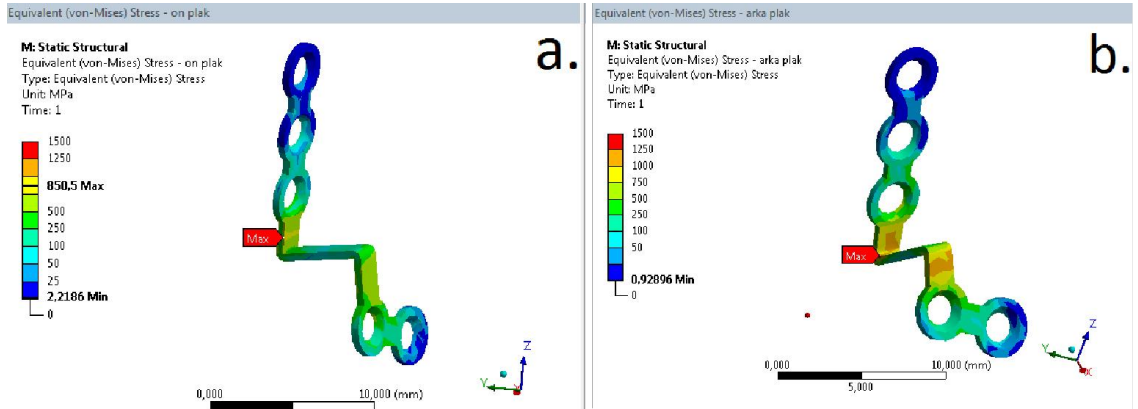 Equivalent (von-Mises) Stress - on plak
a.
M: Static Structural
Equivalent (von-Mises) Stress - on plak
Type: Equivalent (von-Mises) Stress
Unit: MPa
Time: 1
1500
1250
850,5 Max
500
250
100
50
25
2,2186 Min
0
Max
Z
Y
X
0,000
10,000 (mm)
Equivalent (von-Mises) Stress - arka plak
b.
M: Static Structural
Equivalent (von-Mises) Stress - arka plak
Type: Equivalent (von-Mises) Stress
Unit: MPa
Time: 1
1500
1250
1000
750
500
250
100
50
0,92896 Min
0
Max
Z
Y
X
0,000
10,000 (mm)
5,000